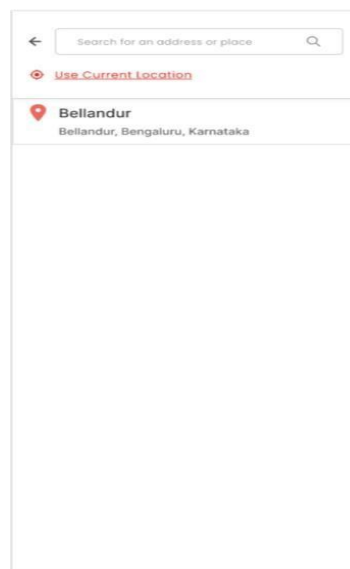 Search for an address or place
Use Current Location
Bellandur
Bellandur, Bengaluru, Karnataka